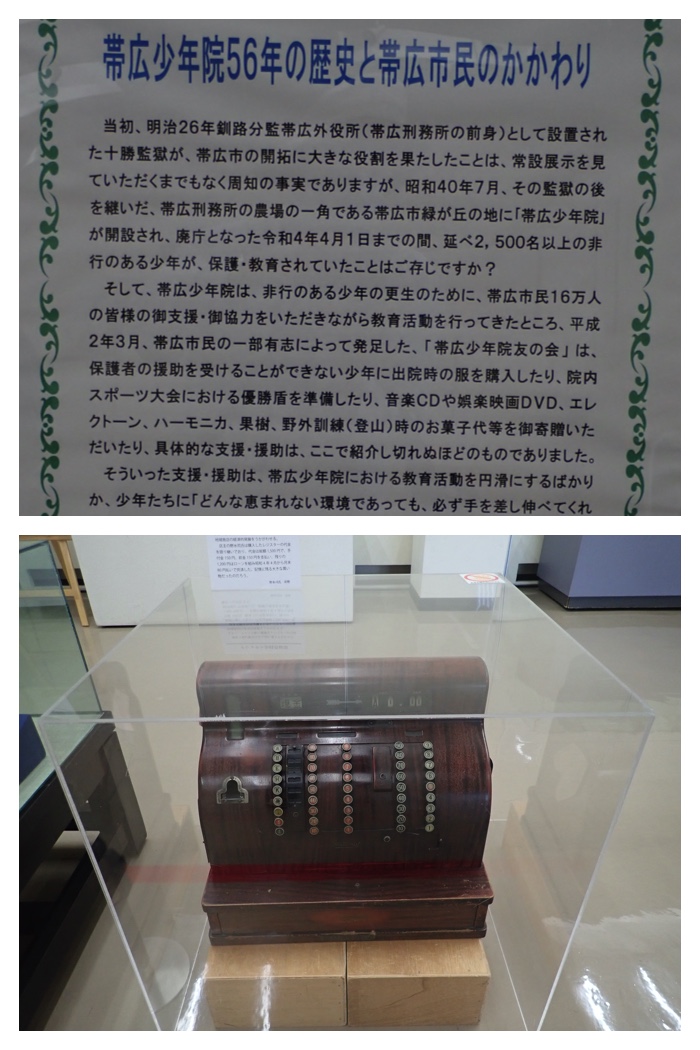 帯広少年院56年の歴史と帯広市民のかかわり
当初、明治26年釧路分監帯広外役所(帯広刑務所の前身)として設置され
た十勝監獄が、帯広市の開拓に大きな役割を果たしたことは、常設展示を見
ていただくまでもなく周知の事実でありますが、昭和40年7月、その監獄の後
を継いだ、帯広刑務所の農場の一角である帯広市緑が丘の地に「帯広少年院」
が開設され、廃庁となった令和4年4月1日までの間、延べ2,500名以上の非
行のある少年が、保護・教育されていたことはご存じですか?
そして、帯広少年院は、非行のある少年の更生のために、帯広市民16万人
の皆様の御支援・御協力をいただきながら教育活動を行ってきたところ、平成
2年3月、帯広市民の一部有志によって発足した、「帯広少年院友の会」は、
保護者の援助を受けることができない少年に出院時の服を購入したり、院内
スポーツ大会における優勝盾を準備したり、音楽CDや娯楽映画DVD、エレ
クトーン、ハーモニカ、果樹、野外訓練(登山)時のお菓子代等を御寄贈いた
だいたり、具体的な支援・援助は、ここで紹介し切れぬほどのものでありました。
そういった支援・援助は、帯広少年院における教育活動を円滑にするばかり
か、少年たちに「どんな恵まれない環境であっても、必ず手を差し伸べてくれ